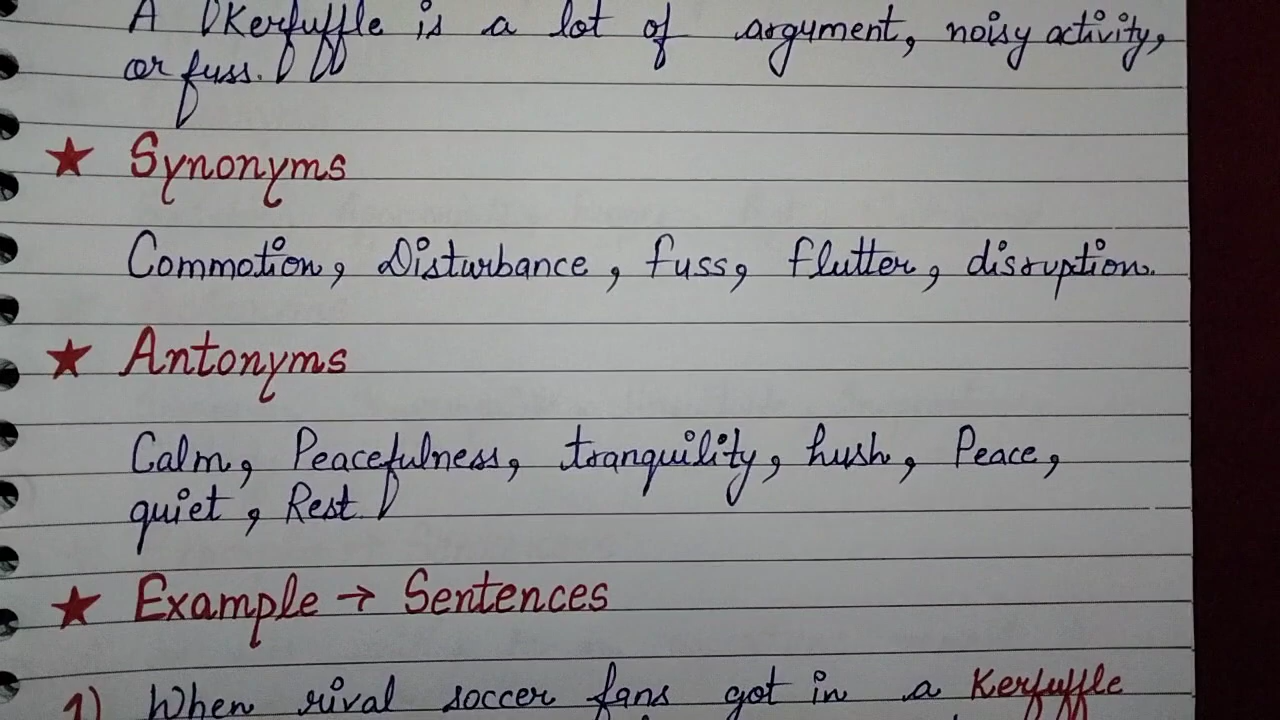 A Kerfuffle is a lot of argument, noisy activity,
or fuss.
★ Synonyms
Commotion, Disturbance, fuss, flutter, disruption.
★ Antonyms
Calm, Peacefulness, tranquility, hush, Peace,
quiet, Rest
★ Example → Sentences
1) When rival soccer fans got in a Kerfuffle